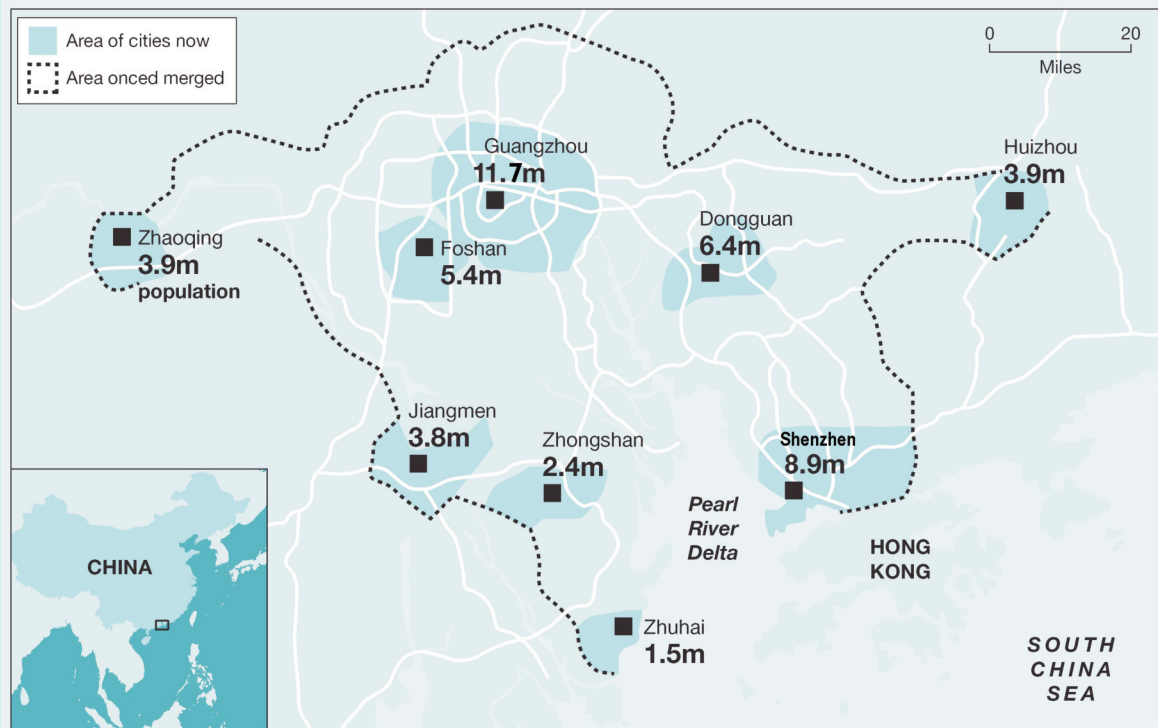 Area of cities now
Area onced merged
0 20
Miles
Guangzhou
11.7m
Huizhou
3.9m
Dongguan
6.4m
Zhaoqing
3.9m
population
Foshan
5.4m
Jiangmen
3.8m
Zhongshan
2.4m
Shenzhen
8.9m
Pearl
River
Delta
HONG
KONG
CHINA
Zhuhai
1.5m
SOUTH
CHINA
SEA